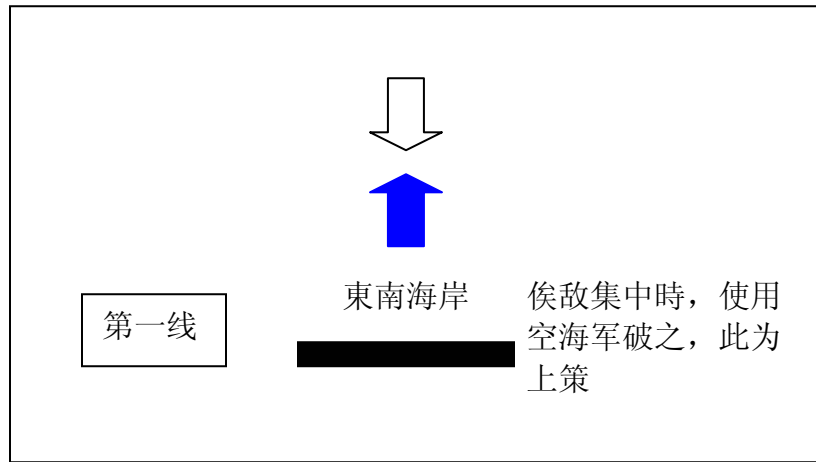 東南海岸
第一线
俟敌集中時，使用
空海军破之，此为
上策